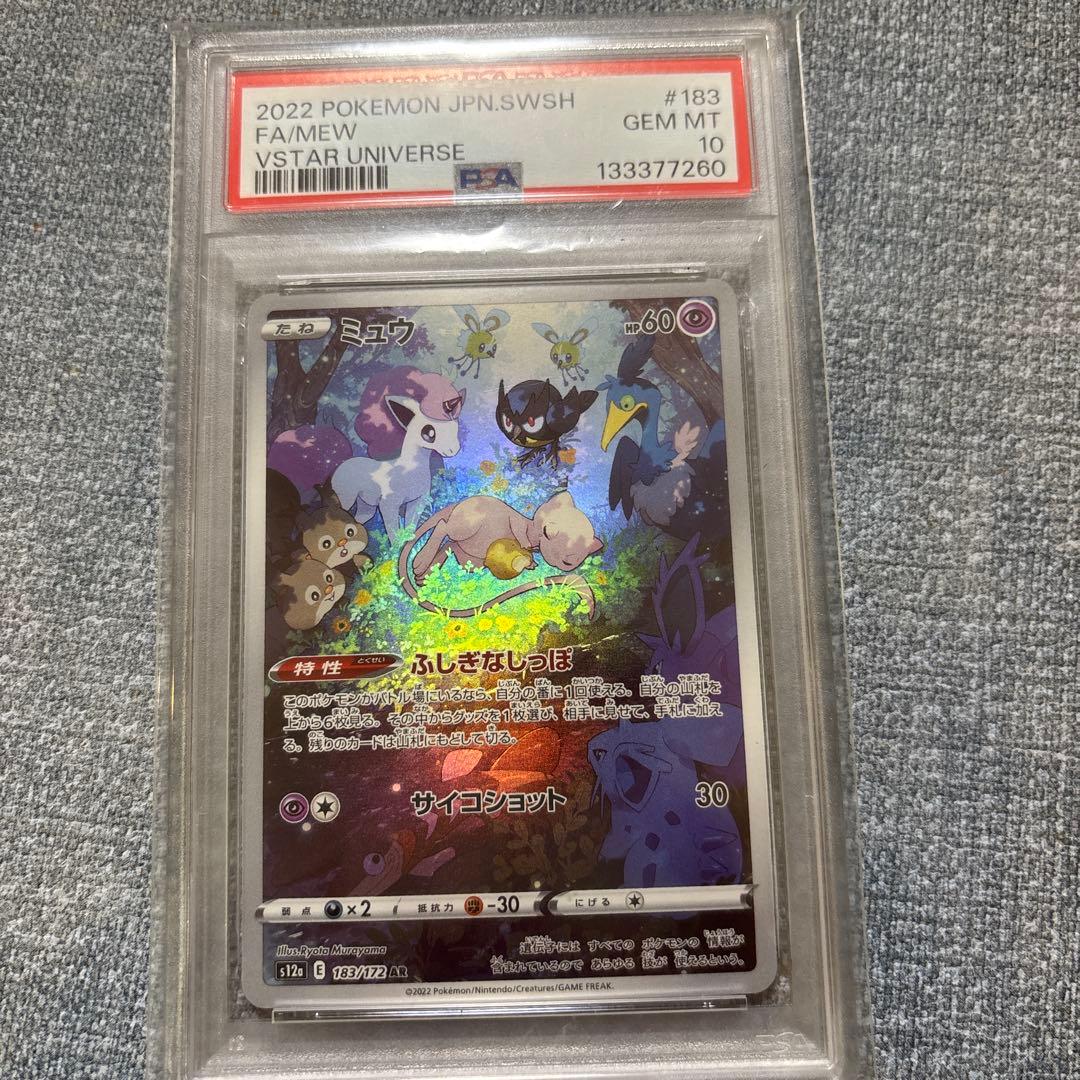 2022 POKEMON JPN.SWSH #183
FA/MEW GEM MT
VSTAR UNIVERSE 10
PSA 133377260
たね ミュウ HP60
特性 とくせい ふしぎなしっぽ
このポケモンがバトル場にいるなら、自分の番に1回使える。自分の山札を
上から6枚見る。その中からグッズを1枚選び、相手に見せて、手札に加え
る。残りのカードは山札にもどして切る。
サイコショット 30
弱点 ×2 抵抗力 -30 にげる
Illus.Ryota Murayama
遺伝子には すべての ポケモンの 情報が
含まれているので あらゆる 技が 使えるという。
s12a E 183/172 AR
©2022 Pokémon/Nintendo/Creatures/GAME FREAK.